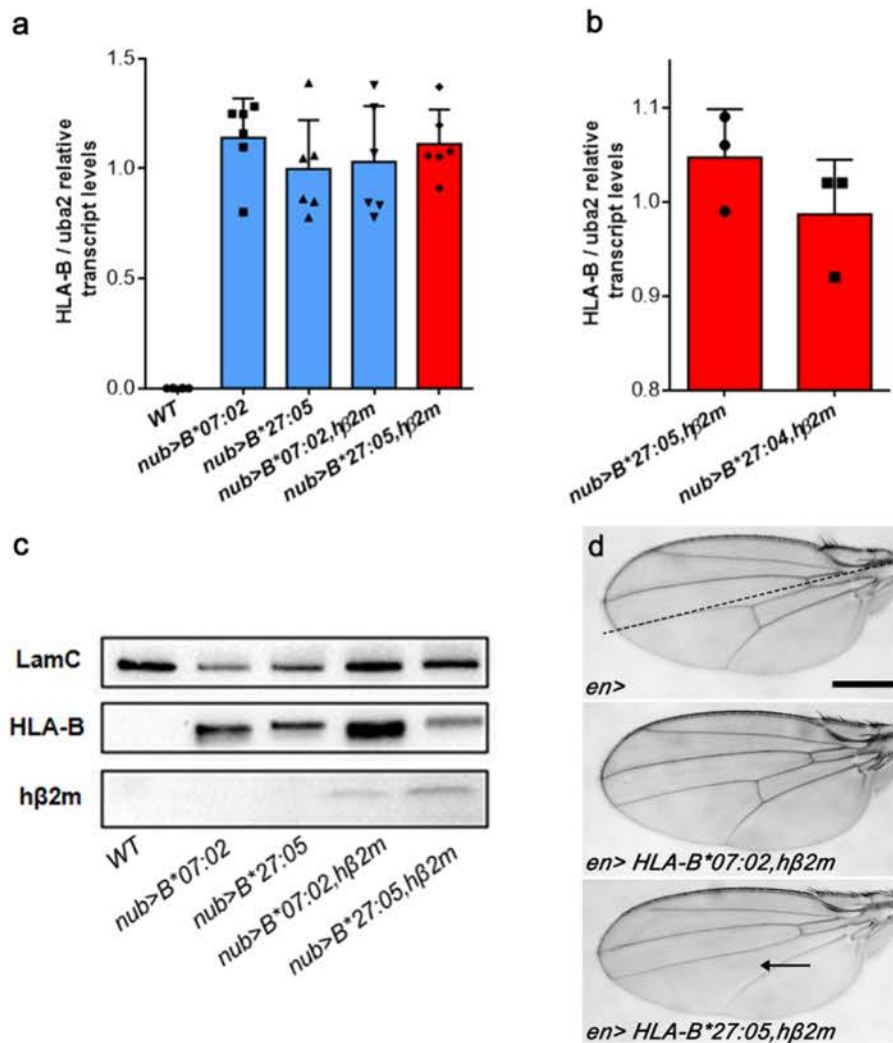 a
HLA-B / uba2 relative
transcript levels
1.5
1.0
0.5
0.0
WT
nub>B*07:02
nub>B*27:05
nub>B*07:02,hβ2m
nub>B*27:05,hβ2m
b
HLA-B / uba2 relative
transcript levels
1.1
1.0
0.9
0.8
nub>B*27:05,hβ2m
nub>B*27:04,hβ2m
c
LamC
HLA-B
hβ2m
WT
nub>B*07:02
nub>B*27:05
nub>B*07:02,hβ2m
nub>B*27:05,hβ2m
d
en>
en> HLA-B*07:02,hβ2m
en> HLA-B*27:05,hβ2m